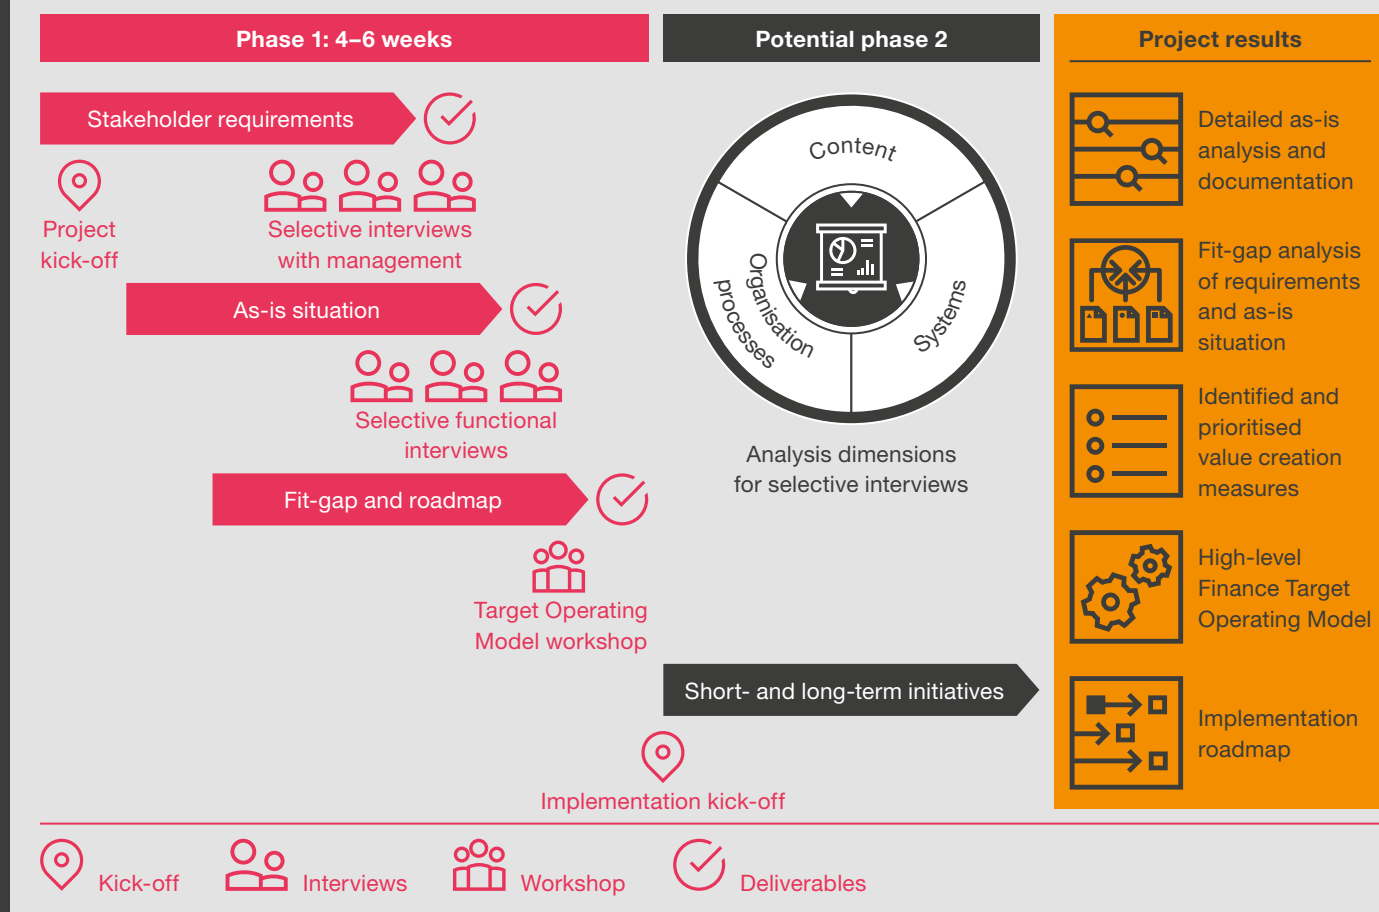 Phase 1: 4–6 weeks
Potential phase 2
Project results
Stakeholder requirements
Project
kick-off
Selective interviews
with management
As-is situation
Selective functional
interviews
Fit-gap and roadmap
Target Operating
Model workshop
Content
Organisation
processes
Systems
Analysis dimensions
for selective interviews
Short- and long-term initiatives
Implementation kick-off
Detailed as-is
analysis and
documentation
Fit-gap analysis
of requirements
and as-is
situation
Identified and
prioritised
value creation
measures
High-level
Finance Target
Operating Model
Implementation
roadmap
Kick-off
Interviews
Workshop
Deliverables